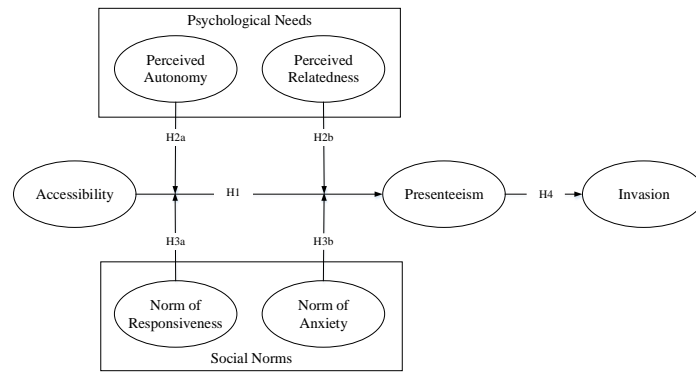 Psychological Needs
Perceived
Autonomy
Perceived
Relatedness
H2a
H2b
Accessibility
H1
Presenteeism
H4
Invasion
H3a
H3b
Norm of
Responsiveness
Norm of
Anxiety
Social Norms